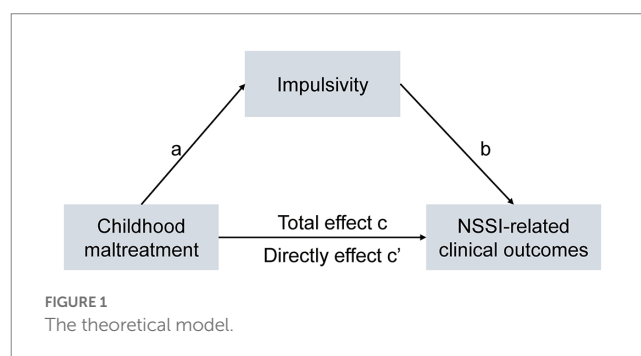 Impulsivity
a
b
Childhood
maltreatment
Total effect c
Directly effect c’
NSSI-related
clinical outcomes
FIGURE 1
The theoretical model.